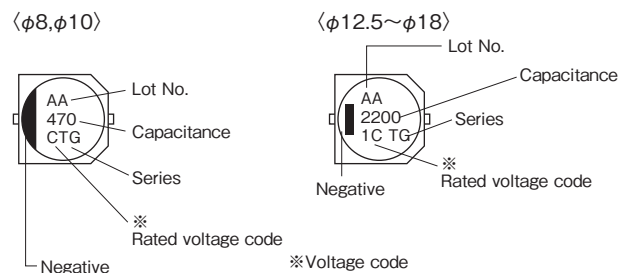 〈φ8,φ10〉
AA
470
CTG
Lot No.
Capacitance
Series
※
Rated voltage code
Negative
〈φ12.5～φ18〉
Lot No.
Capacitance
AA
2200
1C TG
Series
※
Rated voltage code
Negative
※Voltage code